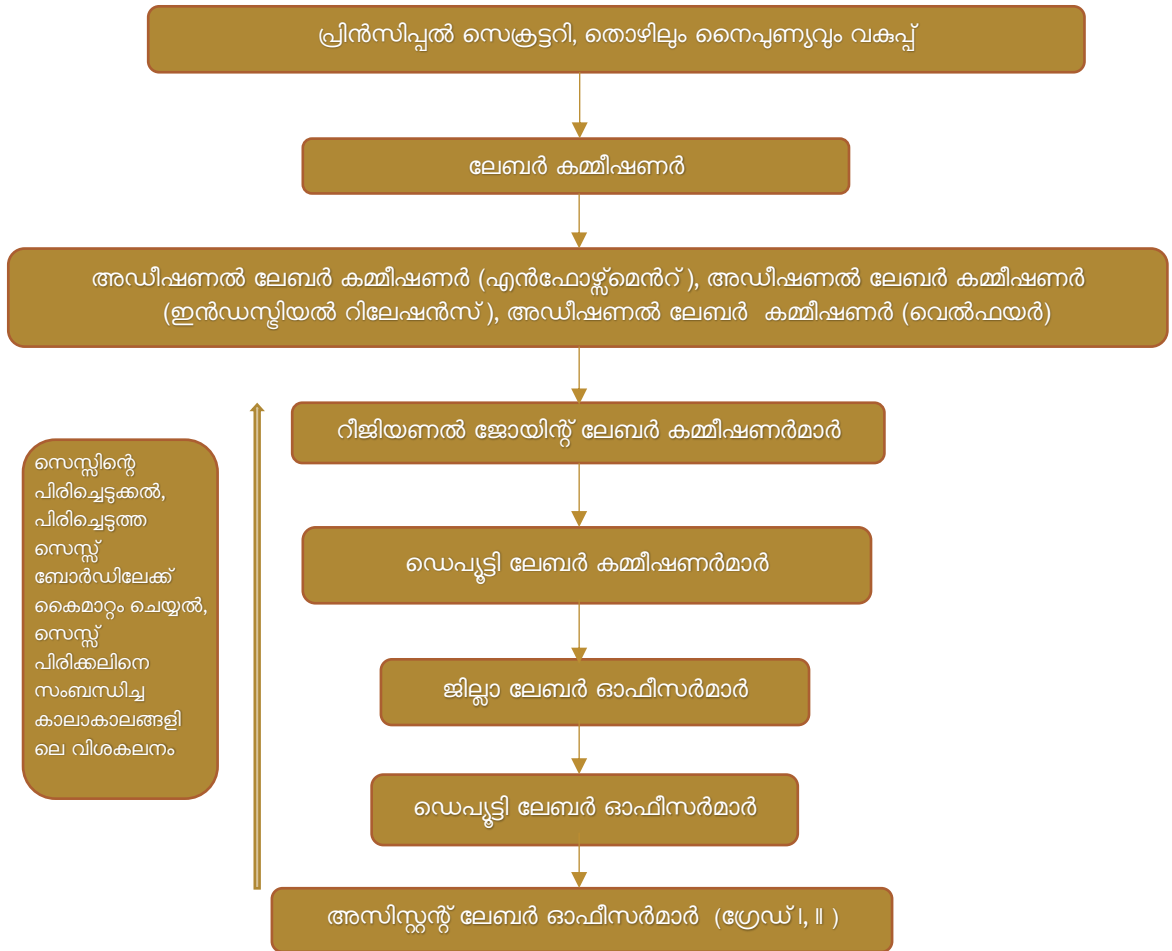 പ്രിൻസിപ്പൽ സെക്രട്ടറി, തൊഴിലും നൈപുണ്യവും വകുപ്പ്
ലേബർ കമ്മീഷണർ
അഡീഷണൽ ലേബർ കമ്മീഷണർ (എൻഫോഴ്സ്മെൻറ് ), അഡീഷണൽ ലേബർ കമ്മീഷണർ
(ഇൻഡസ്ട്രിയൽ റിലേഷൻസ് ), അഡീഷണൽ ലേബർ കമ്മീഷണർ (വെൽഫയർ)
റീജിയണൽ ജോയിന്റ് ലേബർ കമ്മീഷണർമാർ
സെസ്സിന്റെ
പിരിച്ചെടുക്കൽ,
പിരിച്ചെടുത്ത
സെസ്സ്
ബോർഡിലേക്ക്
കൈമാറ്റം ചെയ്യൽ,
സെസ്സ്
പിരിക്കലിനെ
സംബന്ധിച്ച
കാലാകാലങ്ങളി
ലെ വിശകലനം
ഡെപ്യൂട്ടി ലേബർ കമ്മീഷണർമാർ
ജില്ലാ ലേബർ ഓഫീസർമാർ
ഡെപ്യൂട്ടി ലേബർ ഓഫീസർമാർ
അസിസ്റ്റന്റ് ലേബർ ഓഫീസർമാർ (ഗ്രേഡ് I, II )